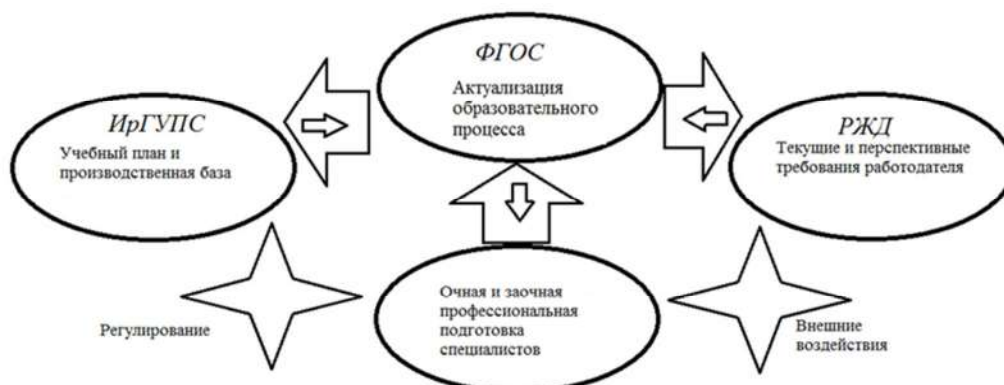 ФГОС
Актуализация
образовательного
процесса
ИрГУПС
Учебный план и
производственная база
РЖД
Текущие и перспективные
требования работодателя
Очная и заочная
профессиональная
подготовка
специалистов
Регулирование
Внешние
воздействия